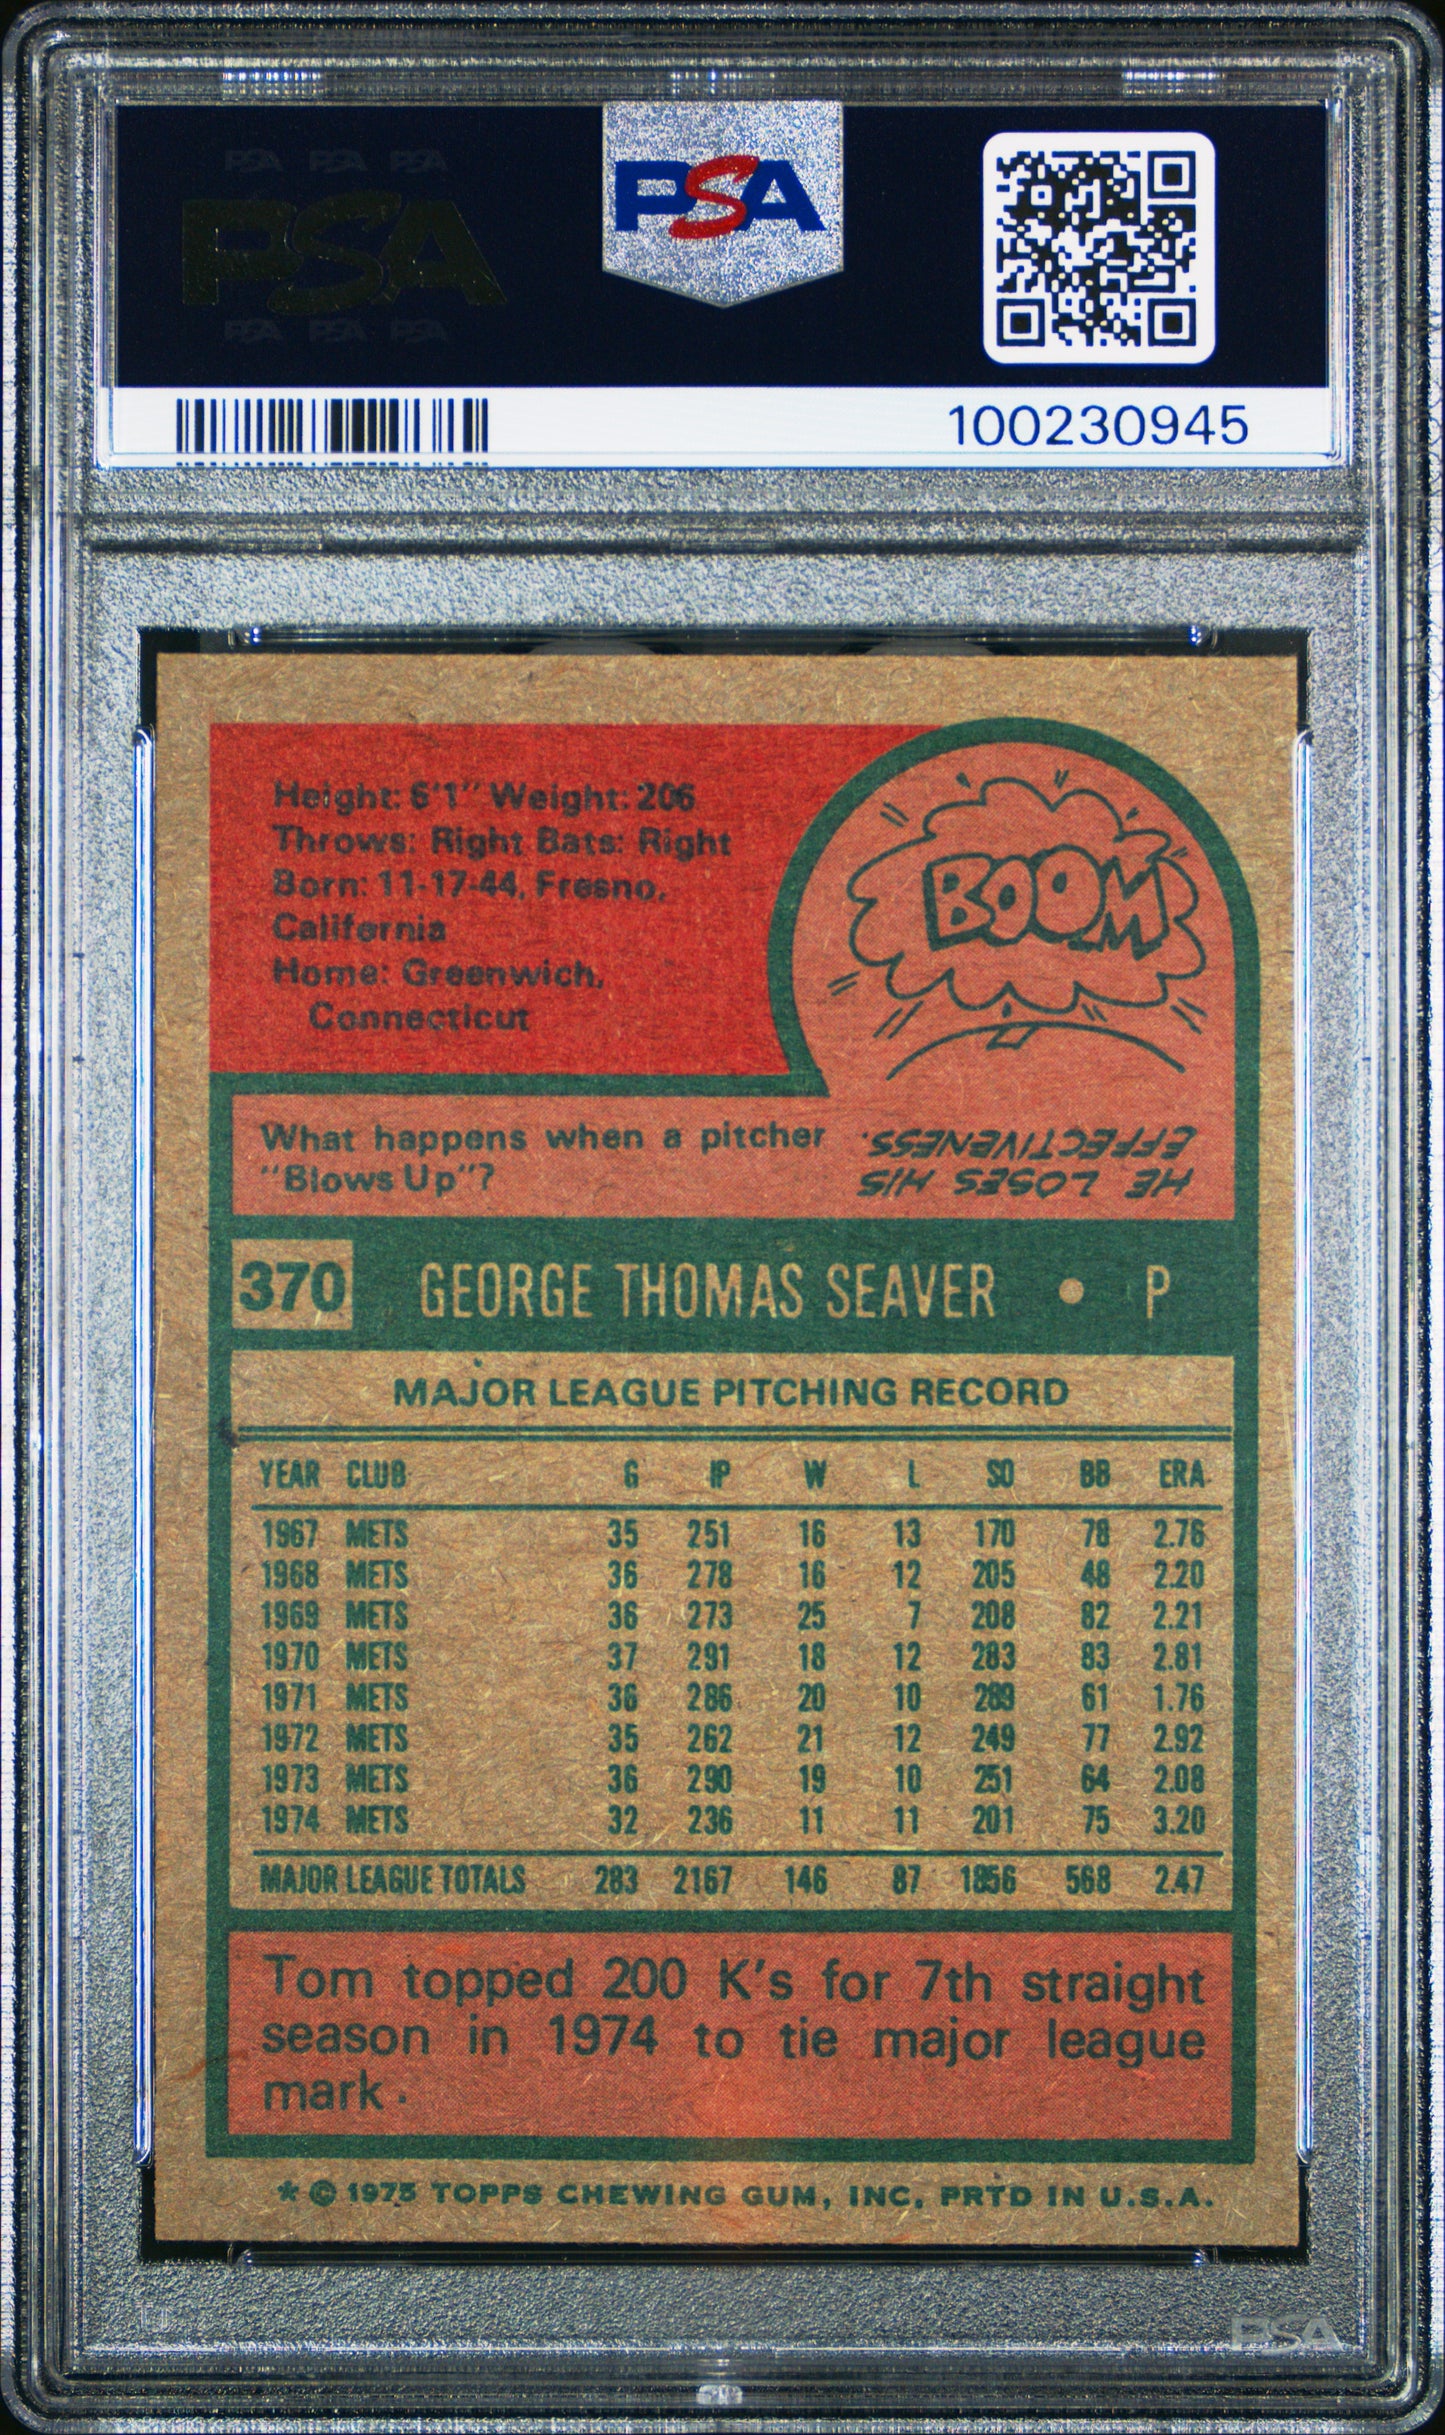 PSA PSA PSA
PSA
PSA PSA PSA
PSA
100230945
Height: 6'1" Weight: 206
Throws: Right Bats: Right
Born: 11-17-44, Fresno,
California
Home: Greenwich,
Connecticut
BOOM
What happens when a pitcher
"Blows Up"?
HE LOSES HIS
EFFECTIVENESS.
370 GEORGE THOMAS SEAVER • P
MAJOR LEAGUE PITCHING RECORD
YEAR CLUB G IP W L SO BB ERA
1967 METS 35 251 16 13 170 78 2.76
1968 METS 36 278 16 12 205 48 2.20
1969 METS 36 273 25 7 208 82 2.21
1970 METS 37 291 18 12 283 83 2.81
1971 METS 36 286 20 10 289 61 1.76
1972 METS 35 262 21 12 249 77 2.92
1973 METS 36 290 19 10 251 64 2.08
1974 METS 32 236 11 11 201 75 3.20
MAJOR LEAGUE TOTALS 283 2167 146 87 1856 568 2.47
Tom topped 200 K's for 7th straight
season in 1974 to tie major league
mark.
* © 1975 TOPPS CHEWING GUM, INC. PRTD IN U.S.A.
PSA